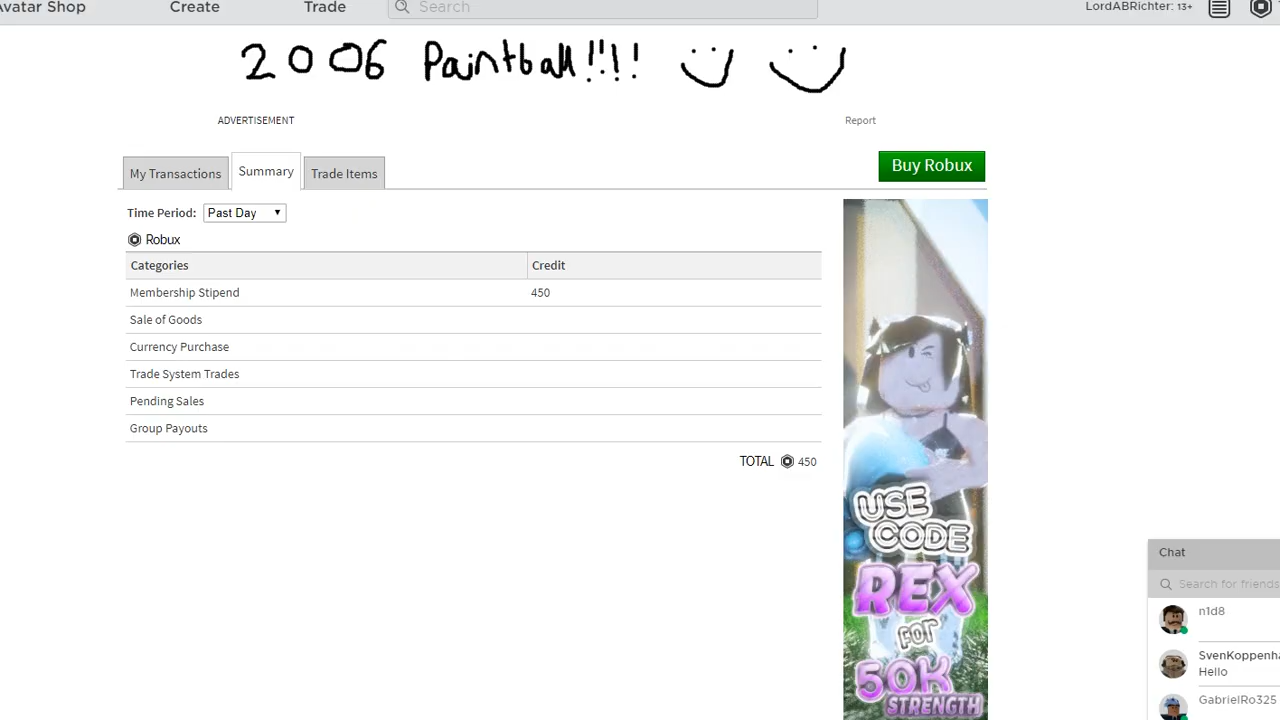 Avatar Shop Create Trade Search LordABRichter: 13+
2006 Paintball!!!!
ADVERTISEMENT Report
My Transactions Summary Trade Items Buy Robux
Time Period: Past Day
Robux
Categories Credit
Membership Stipend 450
Sale of Goods
Currency Purchase
Trade System Trades
Pending Sales
Group Payouts
TOTAL 450
USE
CODE
REX
FOR
50K
STRENGTH
Chat
Search for friends
n1d8
SvenKoppenha
Hello
GabrielRo325